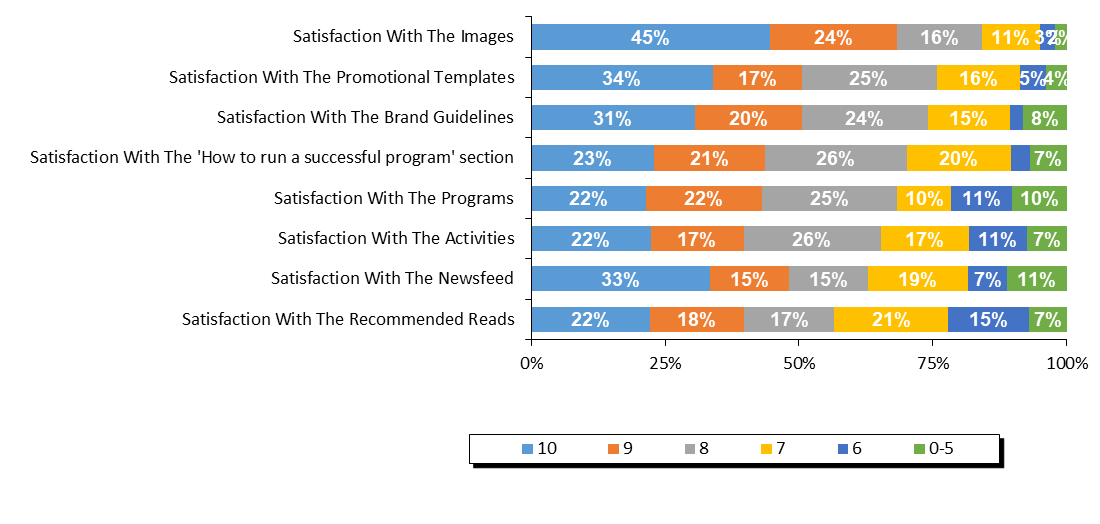 Satisfaction With The Images 45% 24% 16% 11% 3% 2%
Satisfaction With The Promotional Templates 34% 17% 25% 16% 5% 4%
Satisfaction With The Brand Guidelines 31% 20% 24% 15% 8%
Satisfaction With The 'How to run a successful program' section 23% 21% 26% 20% 7%
Satisfaction With The Programs 22% 22% 25% 10% 11% 10%
Satisfaction With The Activities 22% 17% 26% 17% 11% 7%
Satisfaction With The Newsfeed 33% 15% 15% 19% 7% 11%
Satisfaction With The Recommended Reads 22% 18% 17% 21% 15% 7%
0% 25% 50% 75% 100%
10 9 8 7 6 0-5